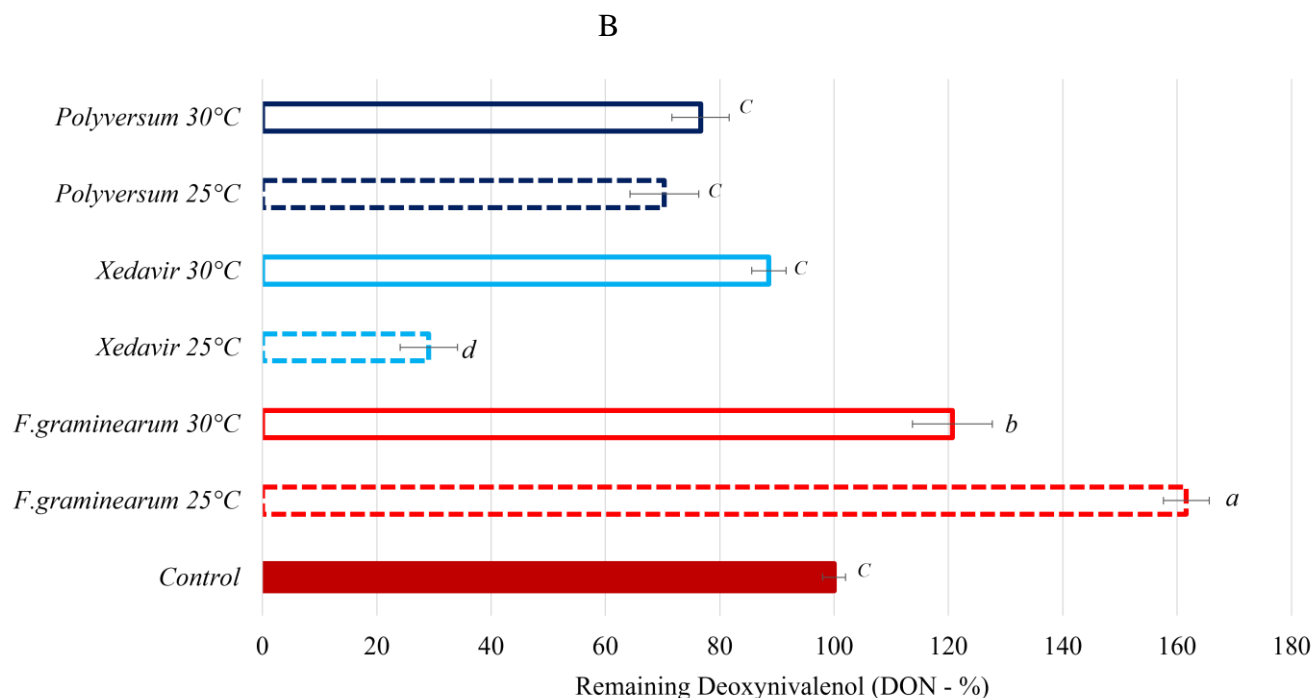 B
Polyversum 30°C
C
Polyversum 25°C
C
Xedavir 30°C
C
Xedavir 25°C
d
F.graminearum 30°C
b
F.graminearum 25°C
a
Control
C
0 20 40 60 80 100 120 140 160 180
Remaining Deoxynivalenol (DON - %)